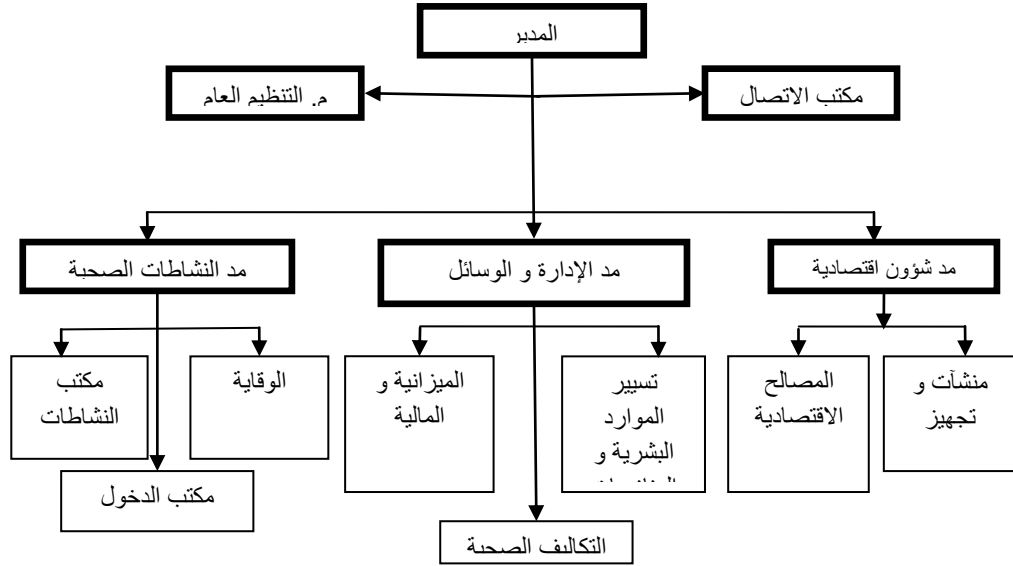 المدير
مكتب الاتصال
م. التنظيم العام
مد شؤون اقتصادية
مد الإدارة و الوسائل
مد النشاطات الصحية
منشآت و
تجهيز
المصالح
الاقتصادية
تسيير
الموارد
البشرية و
الميزانية و
المالية
الوقاية
مكتب
النشاطات
مكتب الدخول
التكاليف الصحية